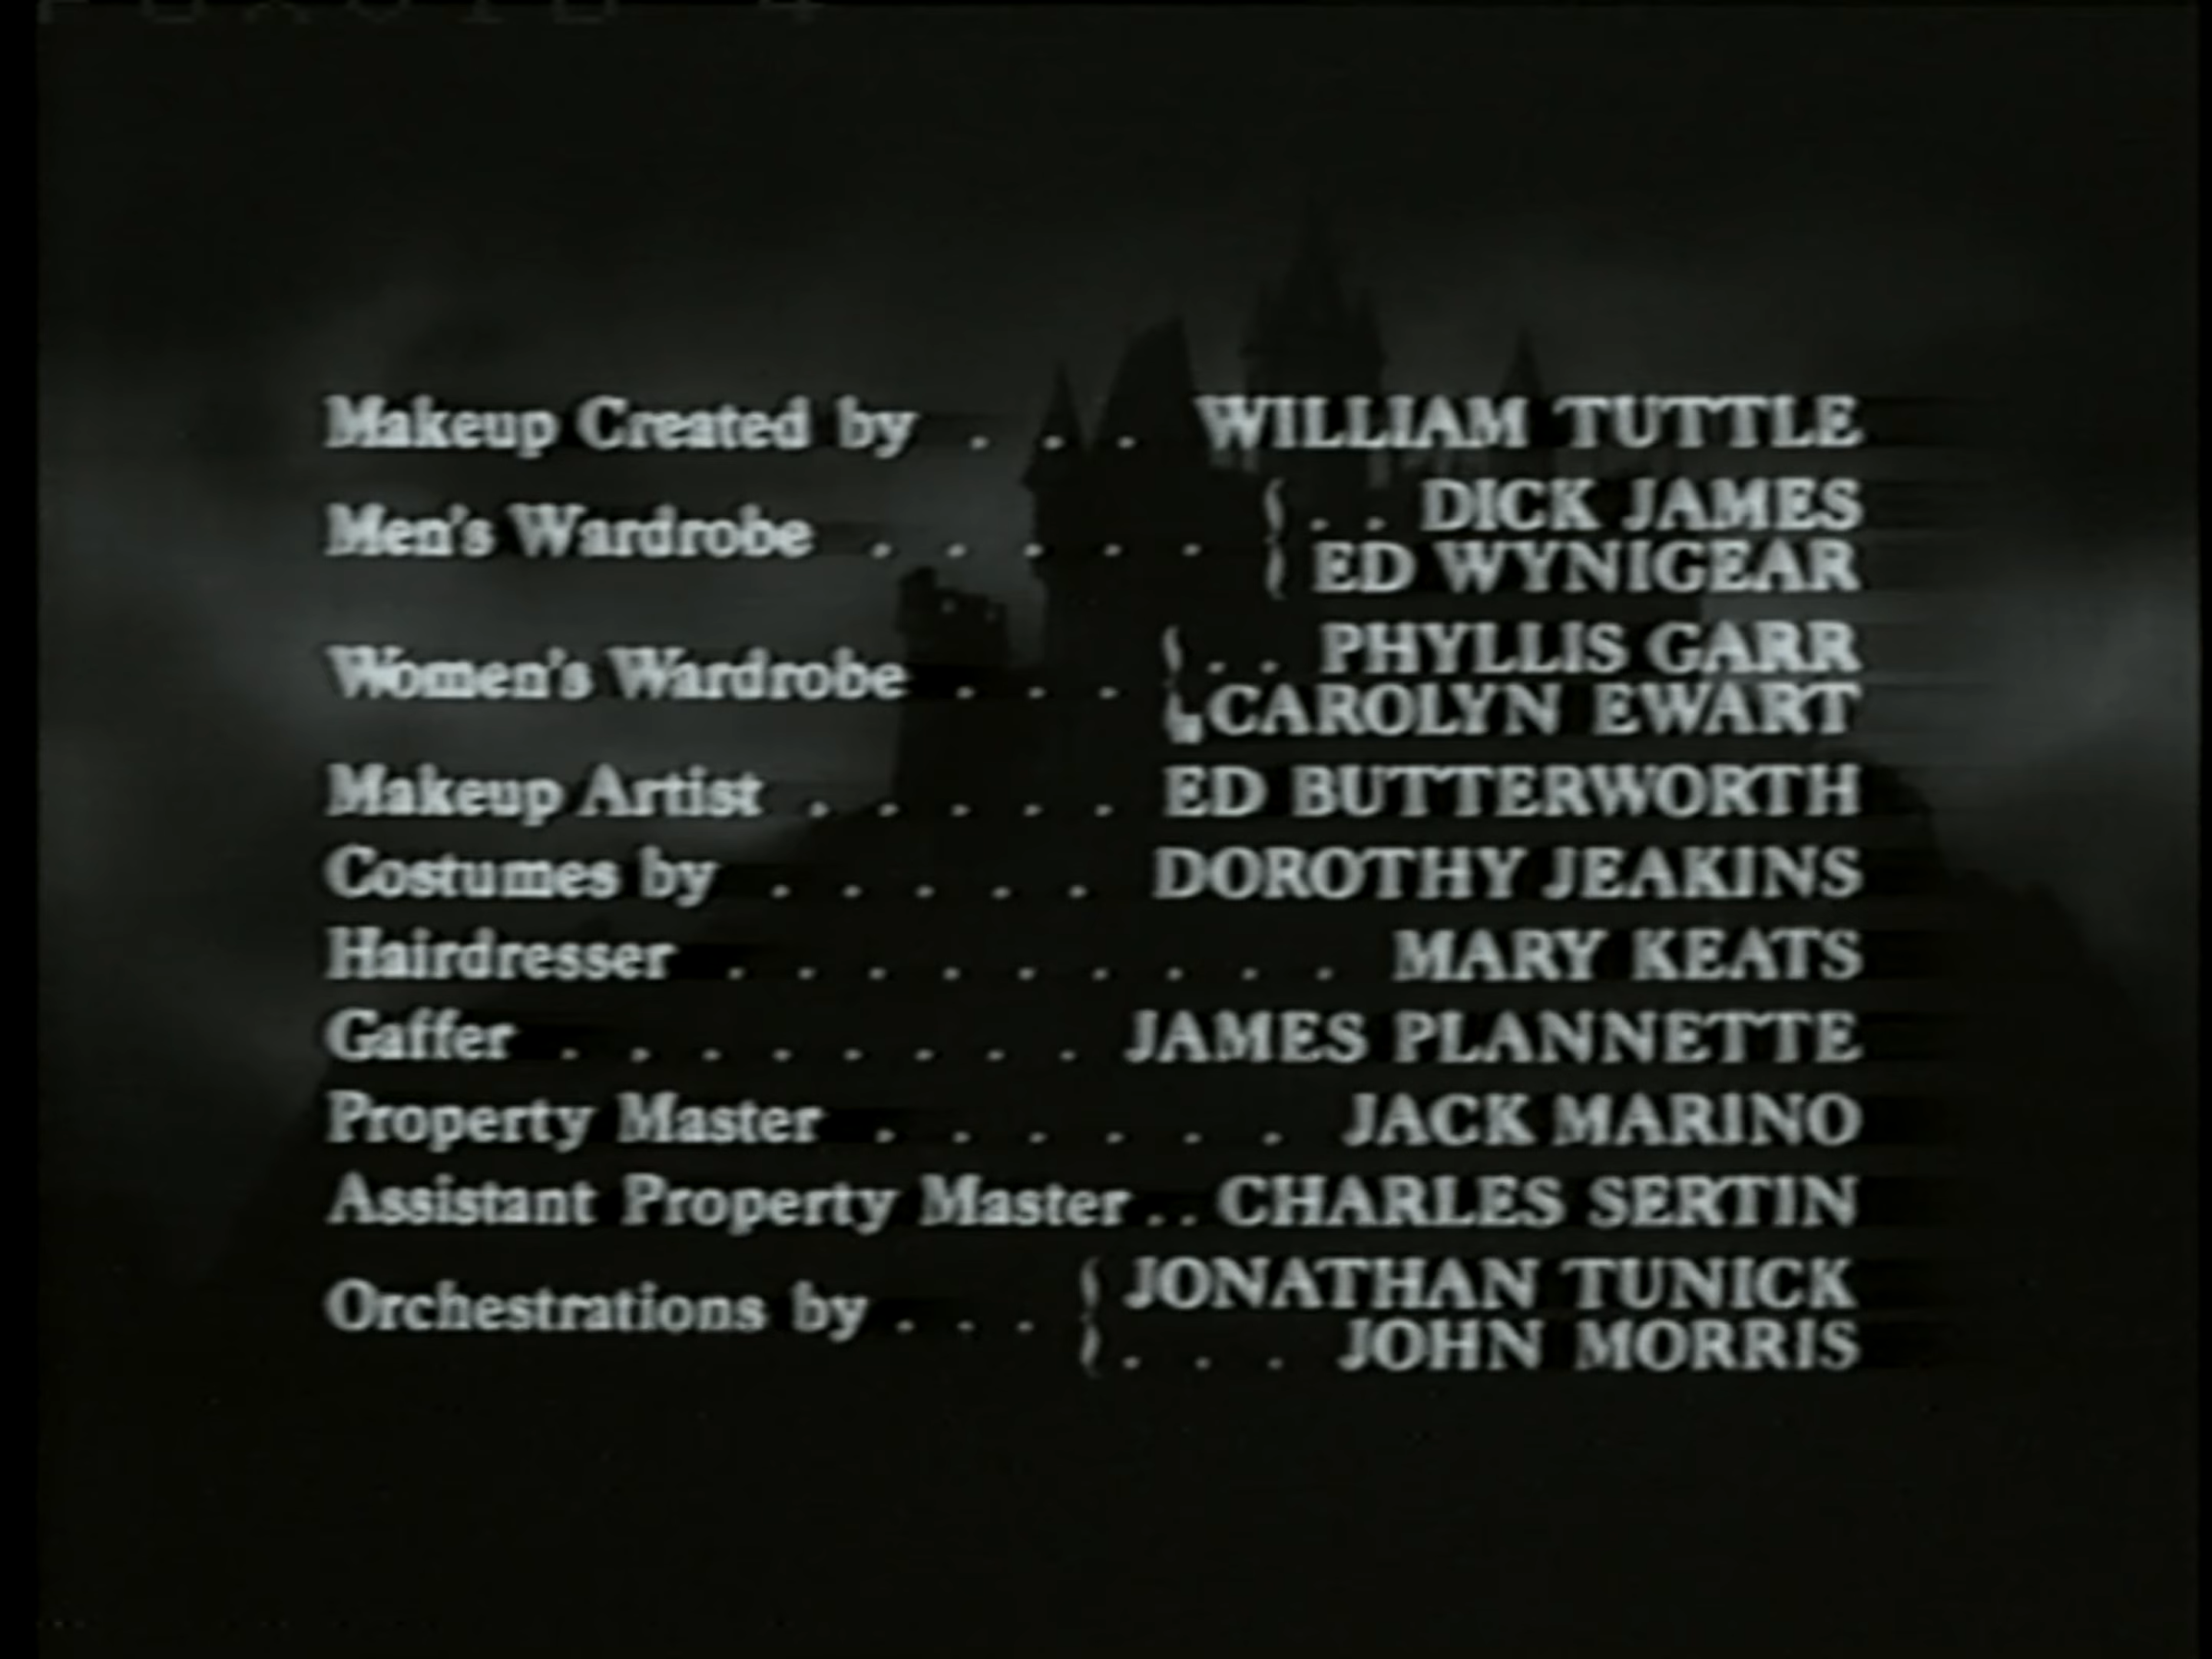 Makeup Created by . . . WILLIAM TUTTLE
Men's Wardrobe . . . . . { . . DICK JAMES
ED WYNIGEAR
Women's Wardrobe . . . { . . PHYLLIS GARR
CAROLYN EWART
Makeup Artist . . . . . ED BUTTERWORTH
Costumes by . . . . . DOROTHY JEAKINS
Hairdresser . . . . . . . . . MARY KEATS
Gaffer . . . . . . . . JAMES PLANNETTE
Property Master . . . . . . JACK MARINO
Assistant Property Master . . CHARLES SERTIN
Orchestrations by . . . { JONATHAN TUNICK
. . . JOHN MORRIS